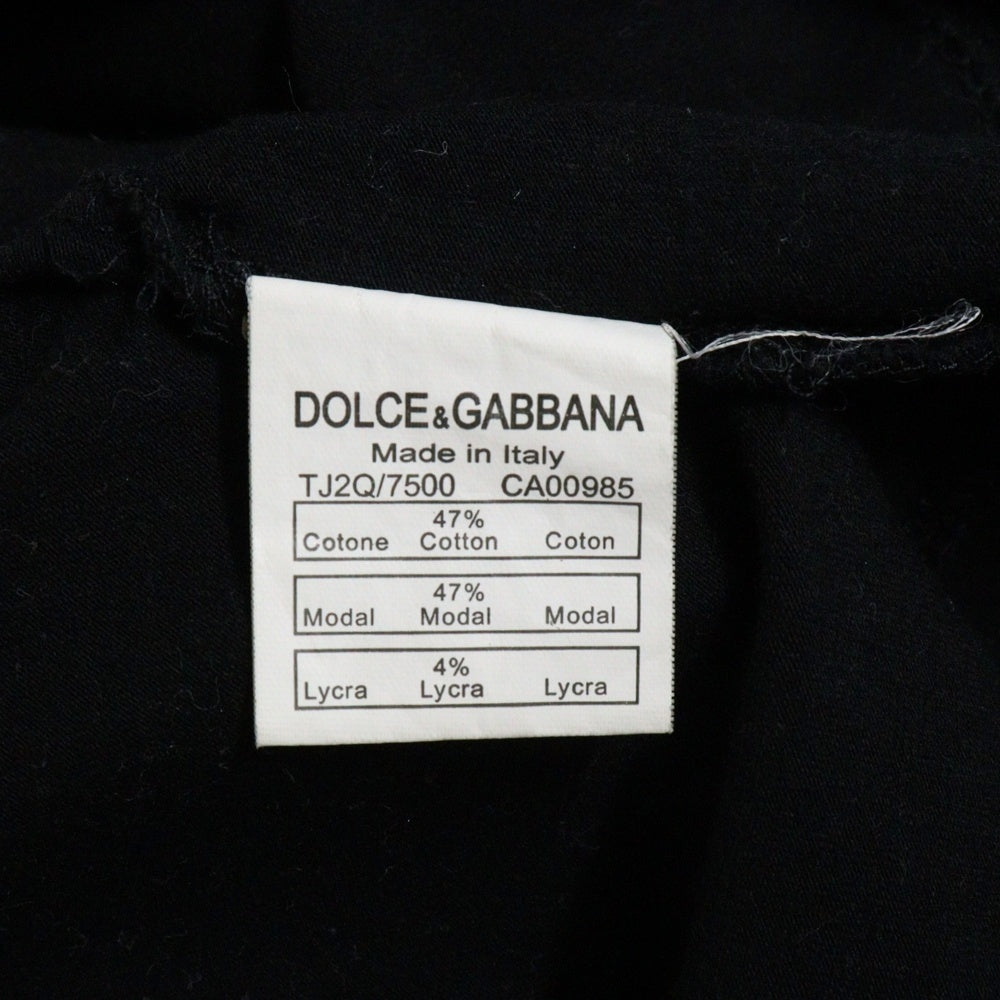 DOLCE&GABBANA
Made in Italy
TJ2Q/7500 CA00985
47%
Cotone Cotton Coton
47%
Modal Modal Modal
4%
Lycra Lycra Lycra